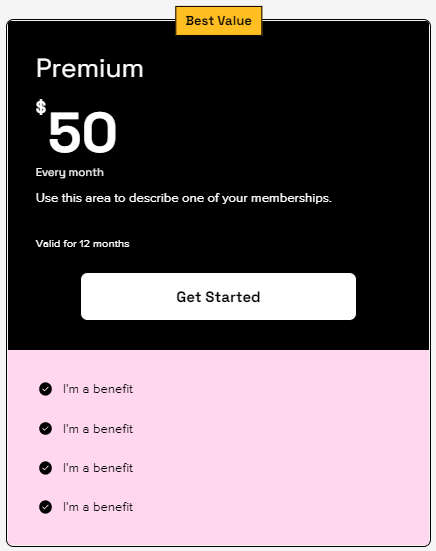 Best Value
Premium
$
50
Every month
Use this area to describe one of your memberships.
Valid for 12 months
Get Started
I'm a benefit
I'm a benefit
I'm a benefit
I'm a benefit